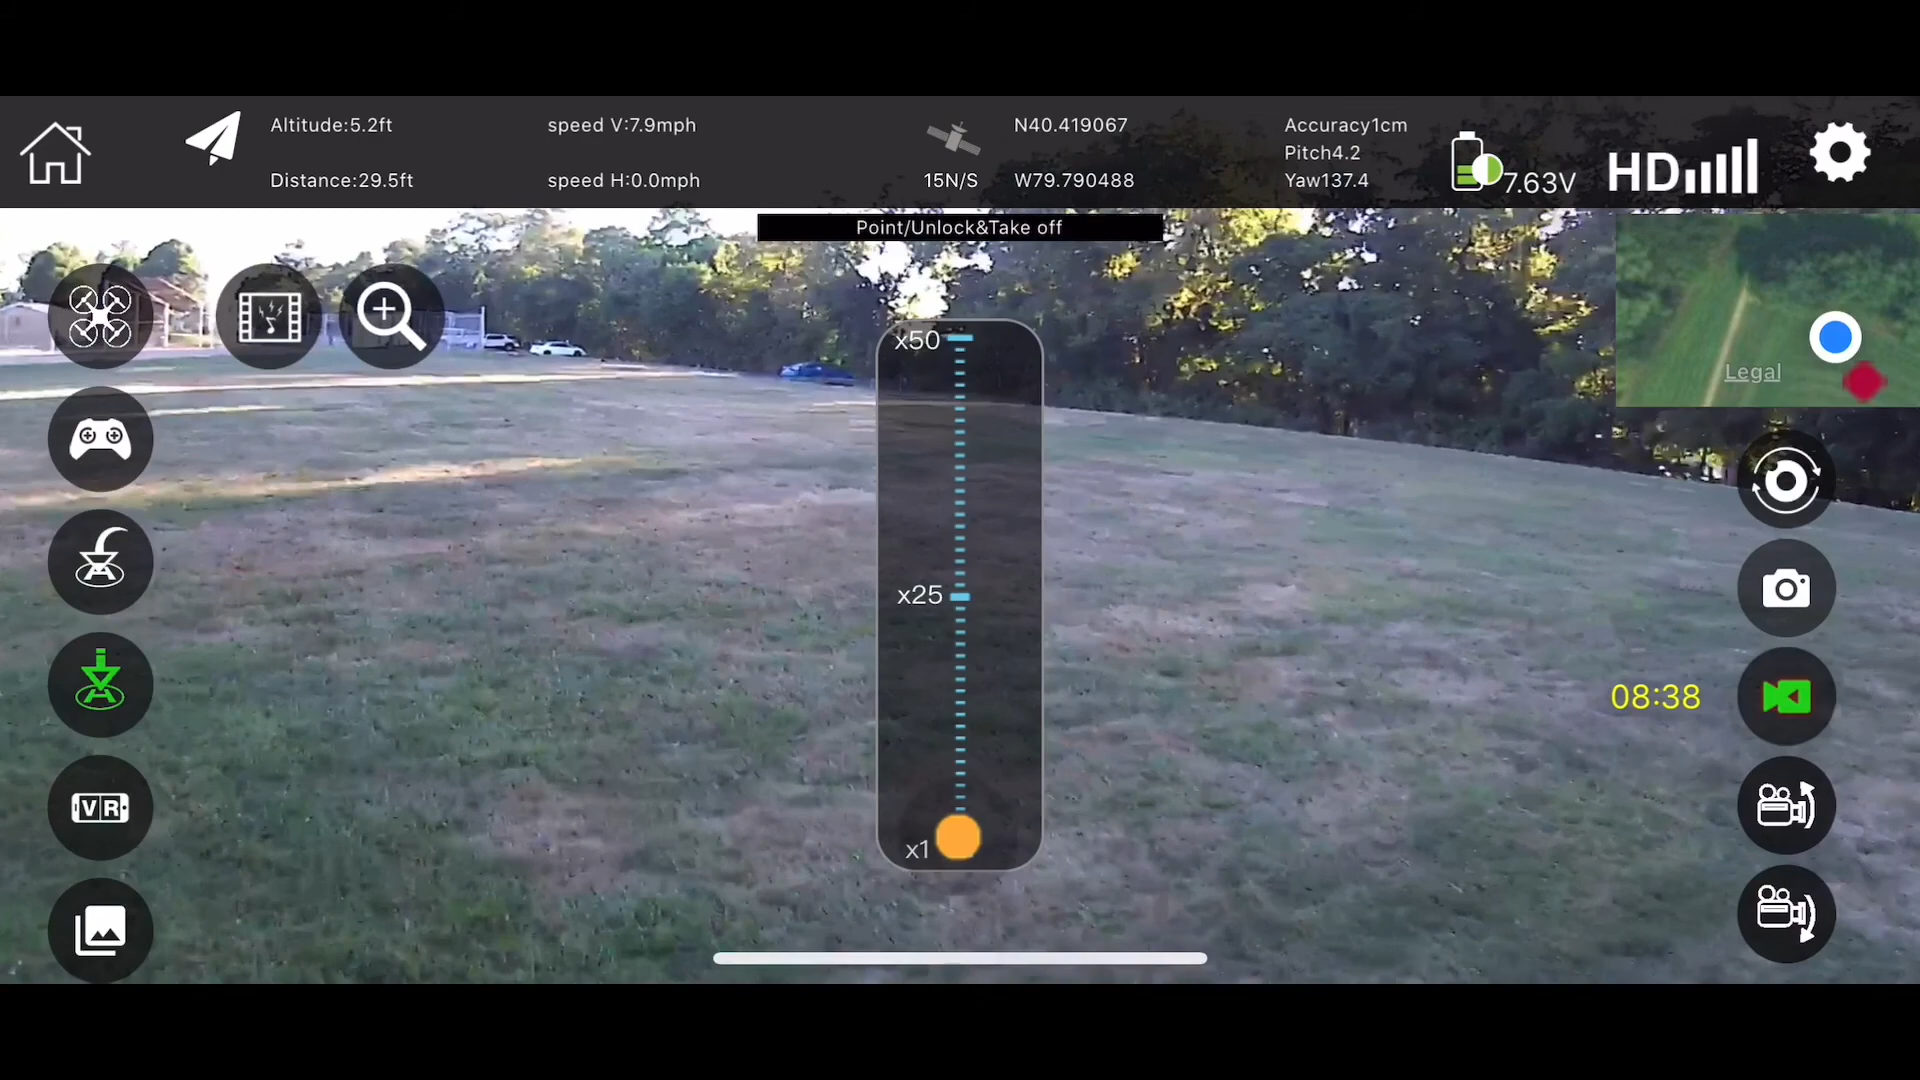 Altitude:5.2ft
speed V:7.9mph
N40.419067
Accuracy1cm
Pitch4.2
Distance:29.5ft
speed H:0.0mph
15N/S
W79.790488
Yaw137.4
7.63V
HD
Point/Unlock&Take off
x50
Legal
x25
08:38
VR
x1